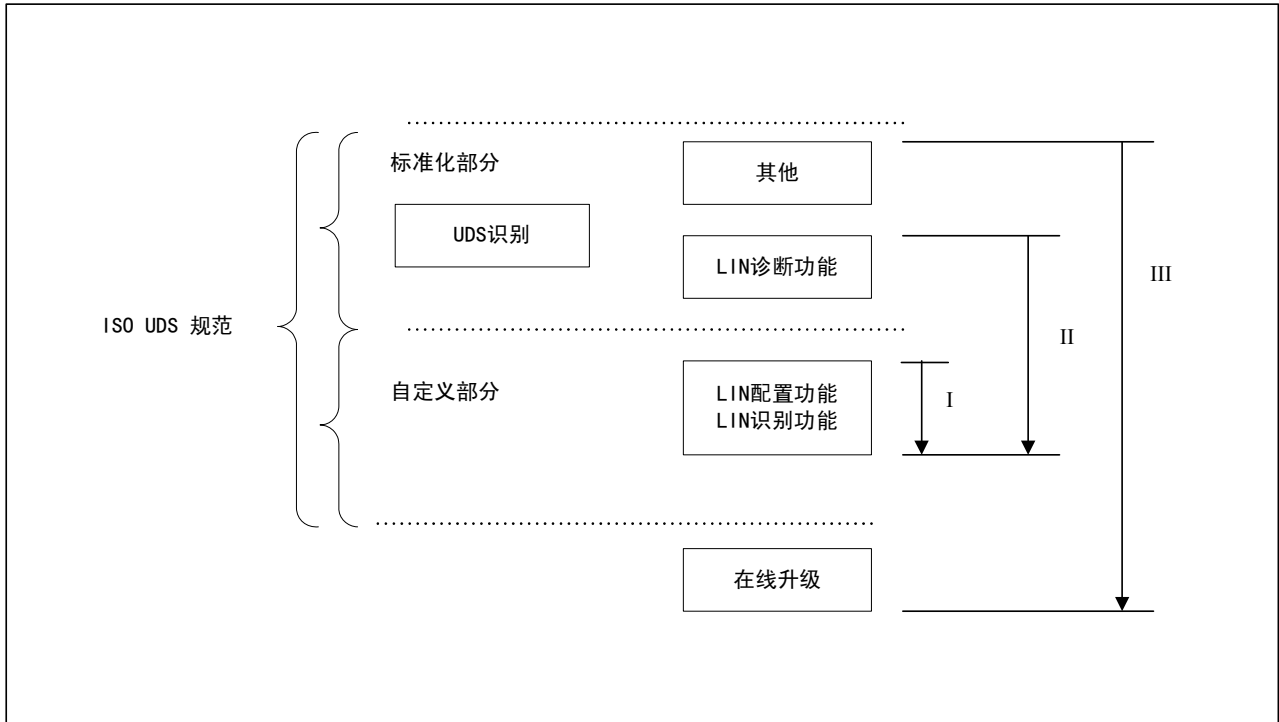 标准化部分
其他
UDS识别
LIN诊断功能
III
ISO UDS 规范
II
自定义部分
LIN配置功能
LIN识别功能
I
在线升级